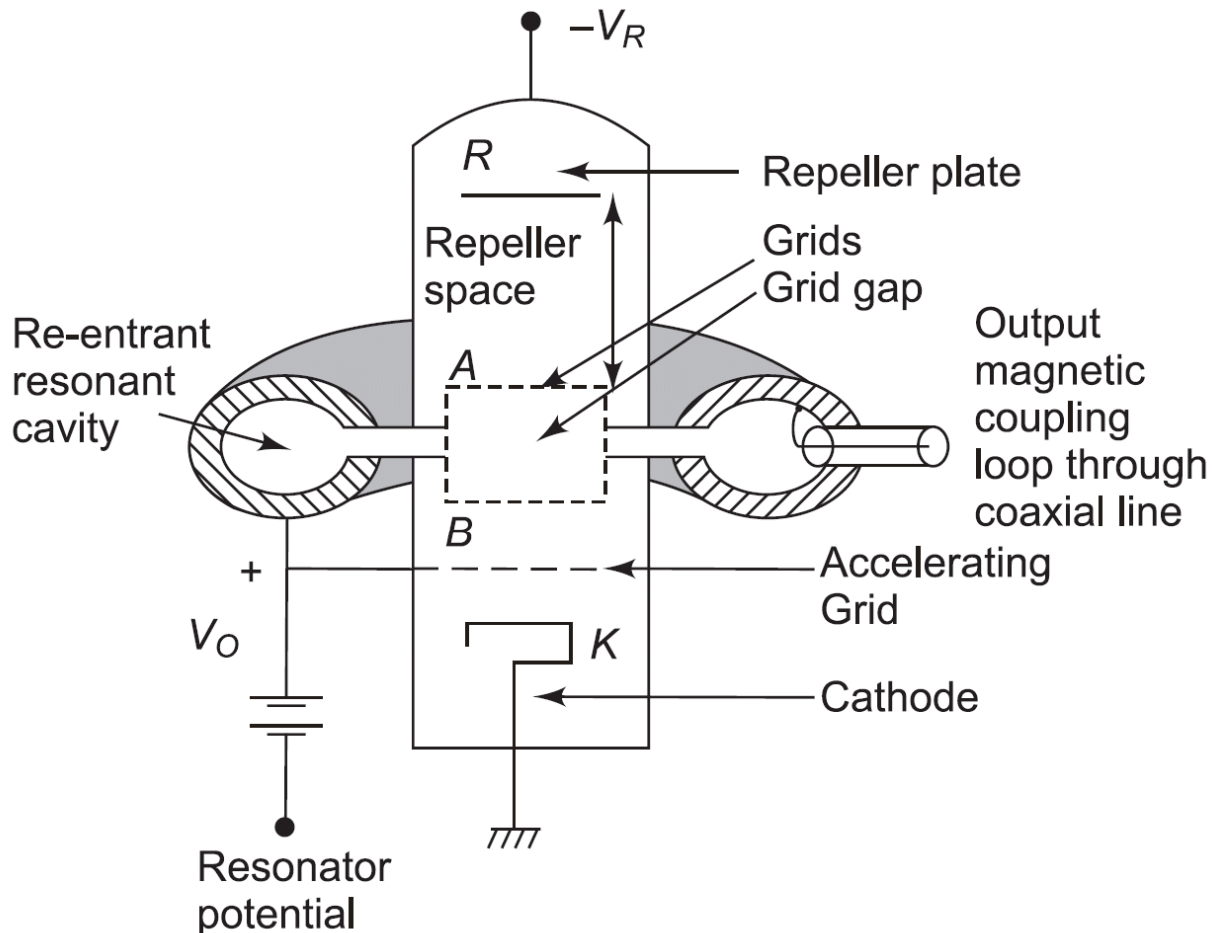 –V_R
R
Repeller plate
Repeller
space
Grids
Grid gap
Re-entrant
resonant
cavity
Output
magnetic
coupling
loop through
coaxial line
A
B
+
Accelerating
Grid
V_O
K
Cathode
Resonator
potential